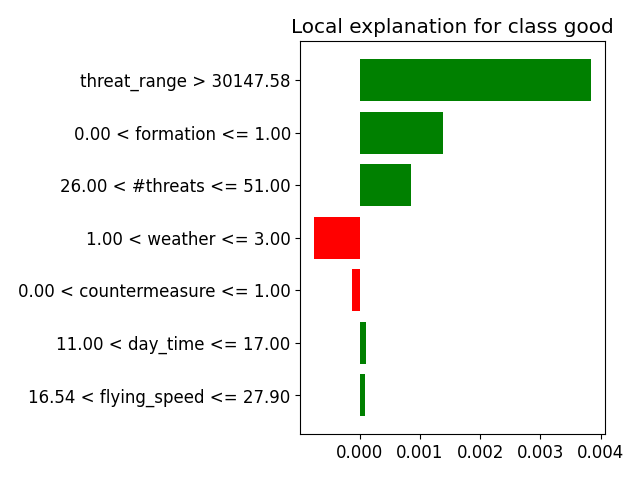 Local explanation for class good
threat_range > 30147.58
0.00 < formation <= 1.00
26.00 < #threats <= 51.00
1.00 < weather <= 3.00
0.00 < countermeasure <= 1.00
11.00 < day_time <= 17.00
16.54 < flying_speed <= 27.90
0.000 0.001 0.002 0.003 0.004